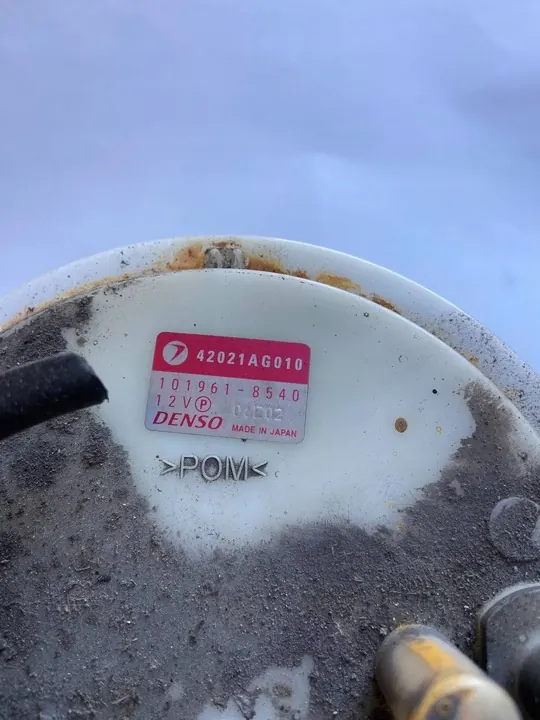 42021AG010
101961-8540
12V Ⓟ
DENSO MADE IN JAPAN
>POM<